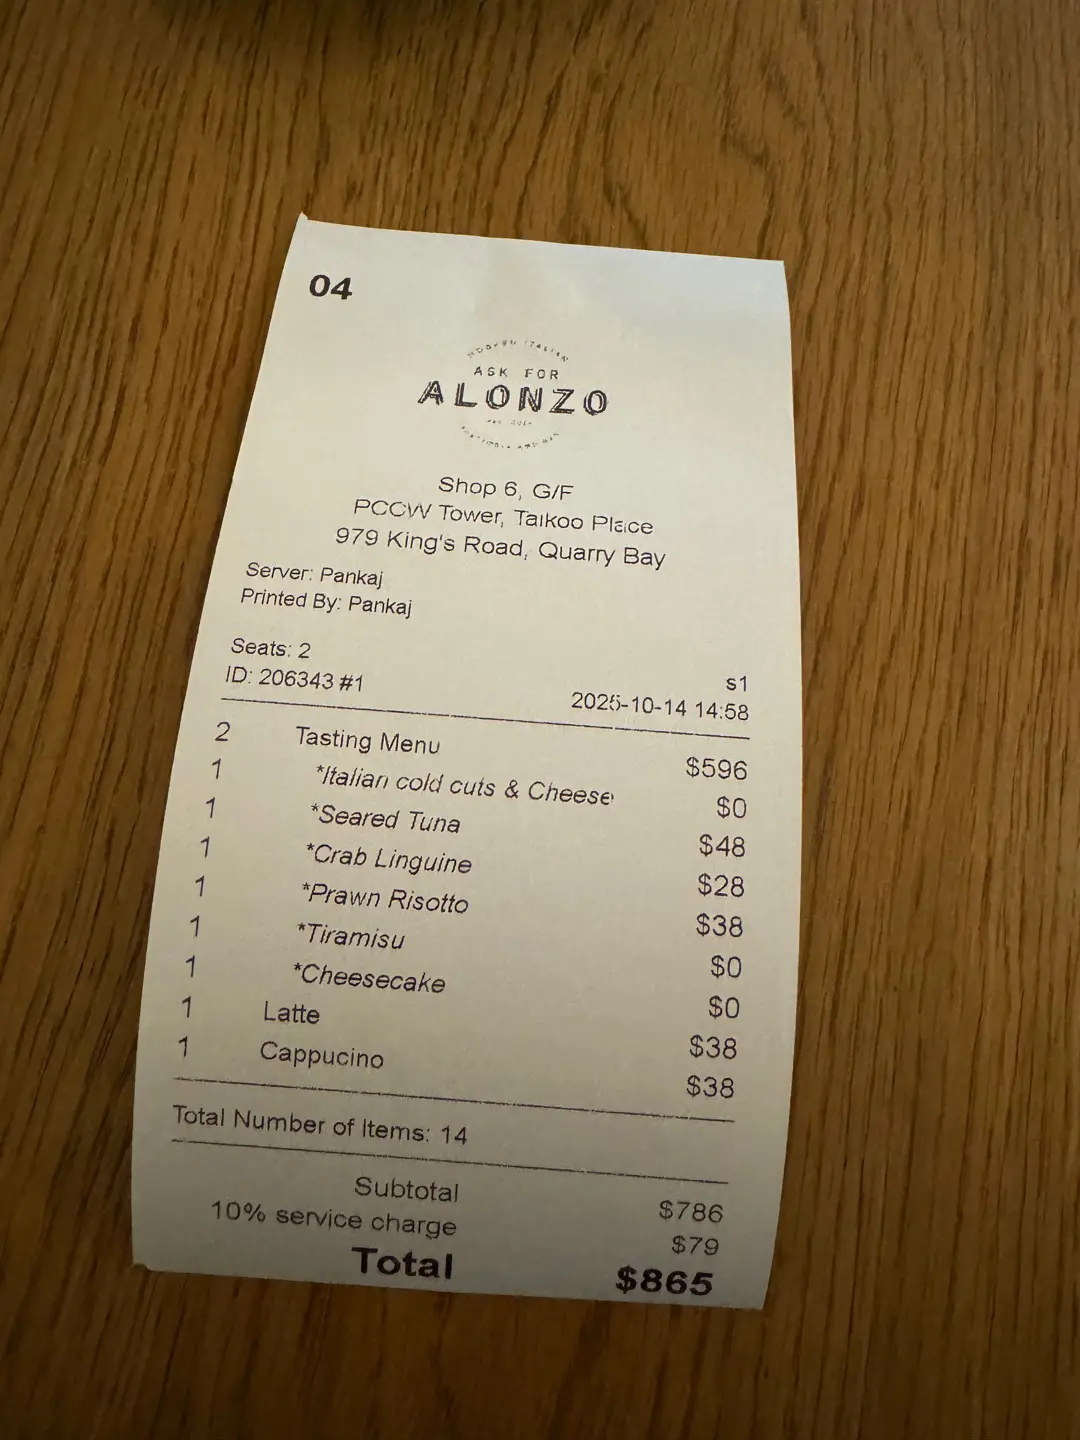 04
ASK FOR
ALONZO
Shop 6, G/F
PCCW Tower, Taikoo Place
979 King's Road, Quarry Bay
Server: Pankaj
Printed By: Pankaj
Seats: 2 s1
ID: 206343 #1 2025-10-14 14:58
2 Tasting Menu $596
1 *Italian cold cuts & Cheese $0
1 *Seared Tuna $48
1 *Crab Linguine $28
1 *Prawn Risotto $38
1 *Tiramisu $0
1 *Cheesecake $0
1 Latte $38
1 Cappucino $38
Total Number of Items: 14
Subtotal $786
10% service charge $79
Total $865